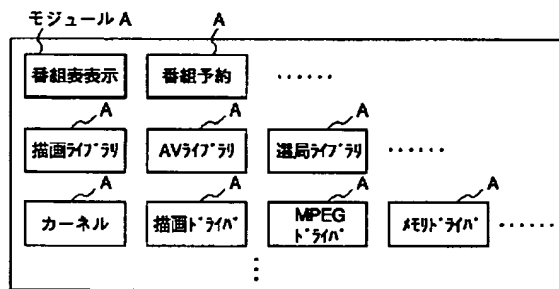 モジュールA A
番組表表示 番組予約 ……
A A A
描画ライブラリ AVライブラリ 選局ライブラリ ……
A A A A
カーネル 描画ドライバ MPEG
ドライバ メモリドライバ ……